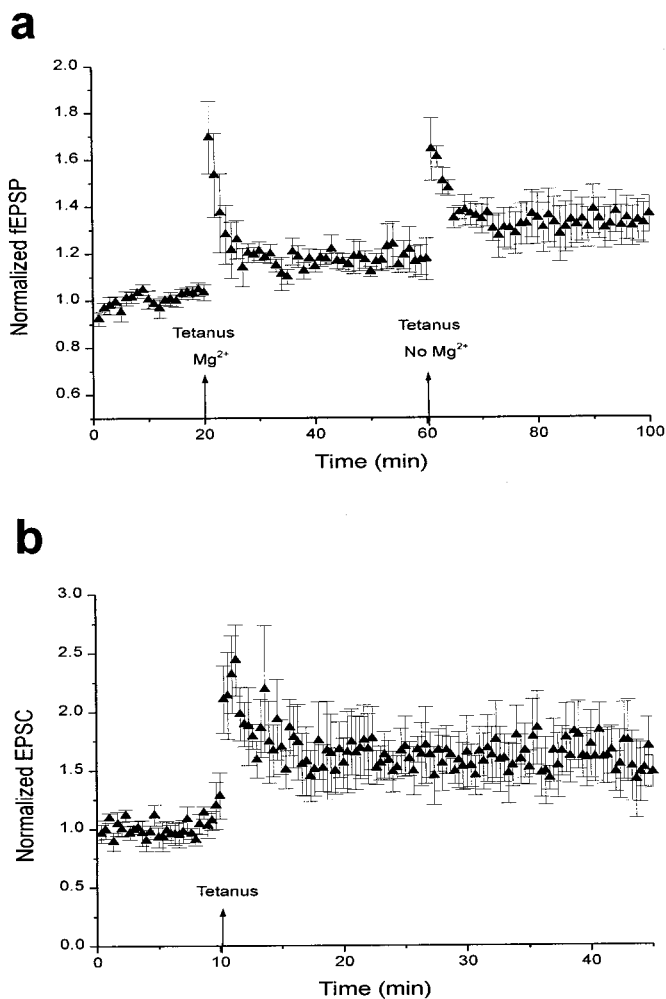 a
2.0
1.8
1.6
1.4
1.2
1.0
0.8
0.6
Normalized fEPSP
Tetanus
Mg²⁺
Tetanus
No Mg²⁺
0 20 40 60 80 100
Time (min)
b
3.0
2.5
2.0
1.5
1.0
0.5
0.0
Normalized EPSC
Tetanus
0 10 20 30 40
Time (min)